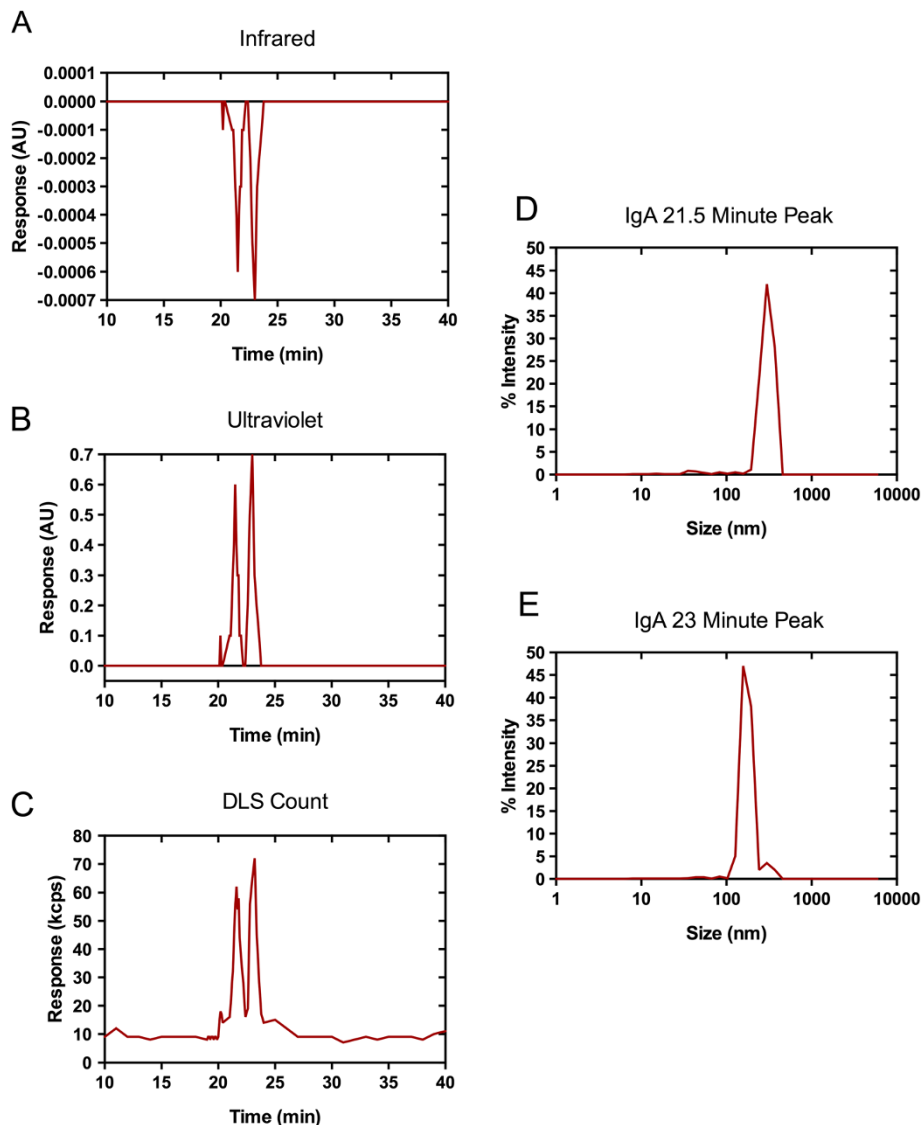 A
Infrared
0.0001
0.0000
-0.0001
-0.0002
-0.0003
-0.0004
-0.0005
-0.0006
-0.0007
Response (AU)
10 15 20 25 30 35 40
Time (min)
B
Ultraviolet
0.7
0.6
0.5
0.4
0.3
0.2
0.1
0.0
Response (AU)
10 15 20 25 30 35 40
Time (min)
C
DLS Count
80
70
60
50
40
30
20
10
0
Response (kcps)
10 15 20 25 30 35 40
Time (min)
D
IgA 21.5 Minute Peak
50
45
40
35
30
25
20
15
10
5
0
% Intensity
1 10 100 1000 10000
Size (nm)
E
IgA 23 Minute Peak
50
45
40
35
30
25
20
15
10
5
0
% Intensity
1 10 100 1000 10000
Size (nm)